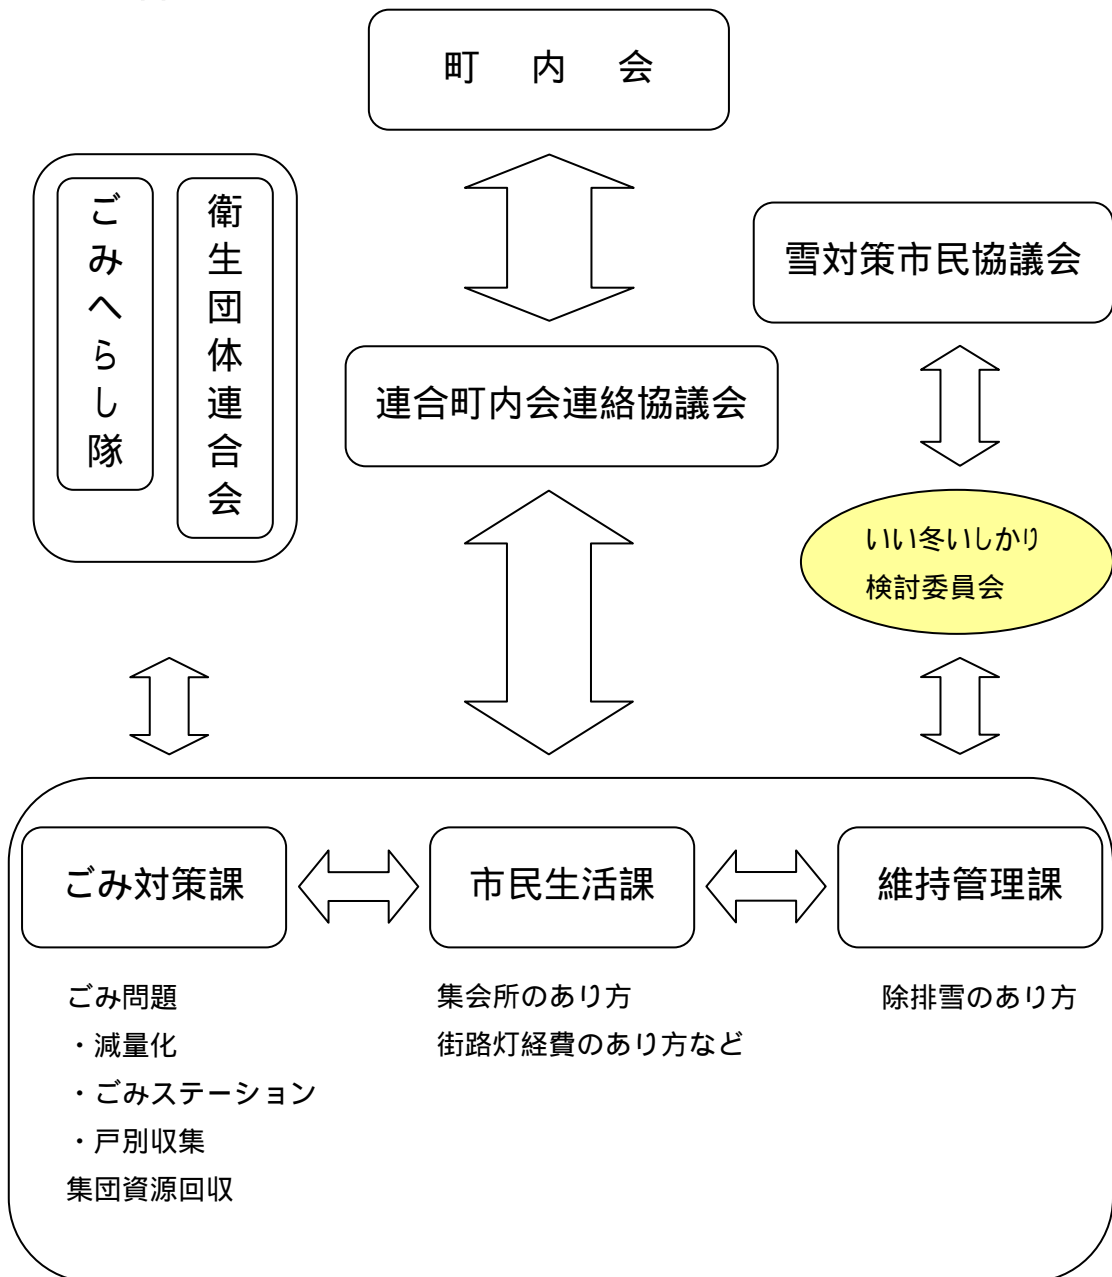 町　内　会
ごみへらし隊
衛生団体連合会
雪対策市民協議会
連合町内会連絡協議会
いい冬いしかり
検討委員会
ごみ対策課
市民生活課
維持管理課
ごみ問題
・減量化
・ごみステーション
・戸別収集
集団資源回収
集会所のあり方
街路灯経費のあり方など
除排雪のあり方